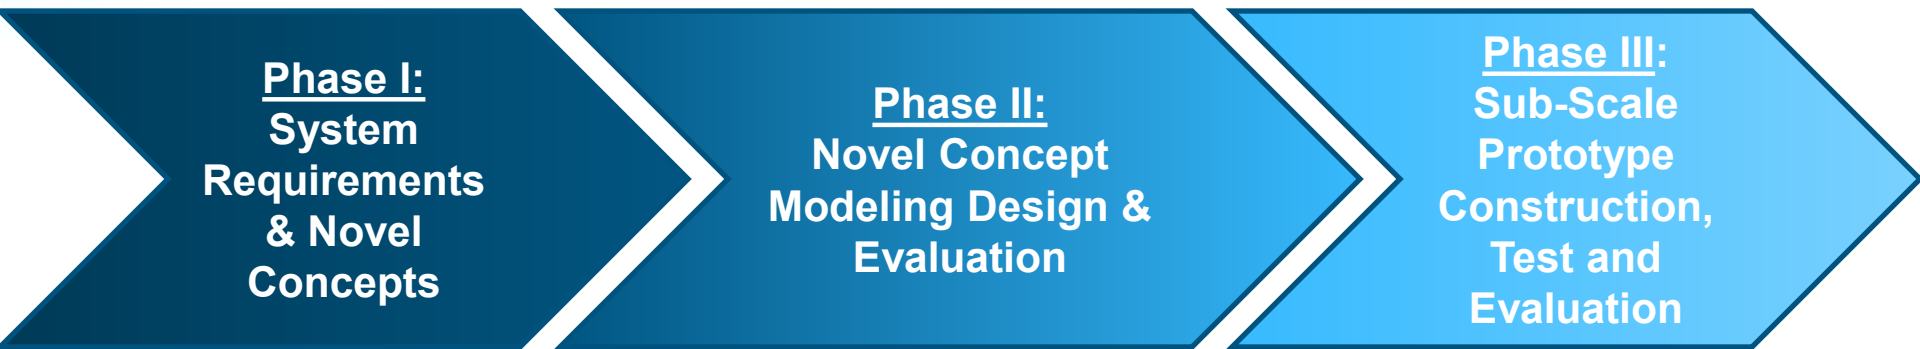 Phase I:
System
Requirements
& Novel
Concepts
Phase II:
Novel Concept
Modeling Design &
Evaluation
Phase III:
Sub-Scale
Prototype
Construction,
Test and
Evaluation